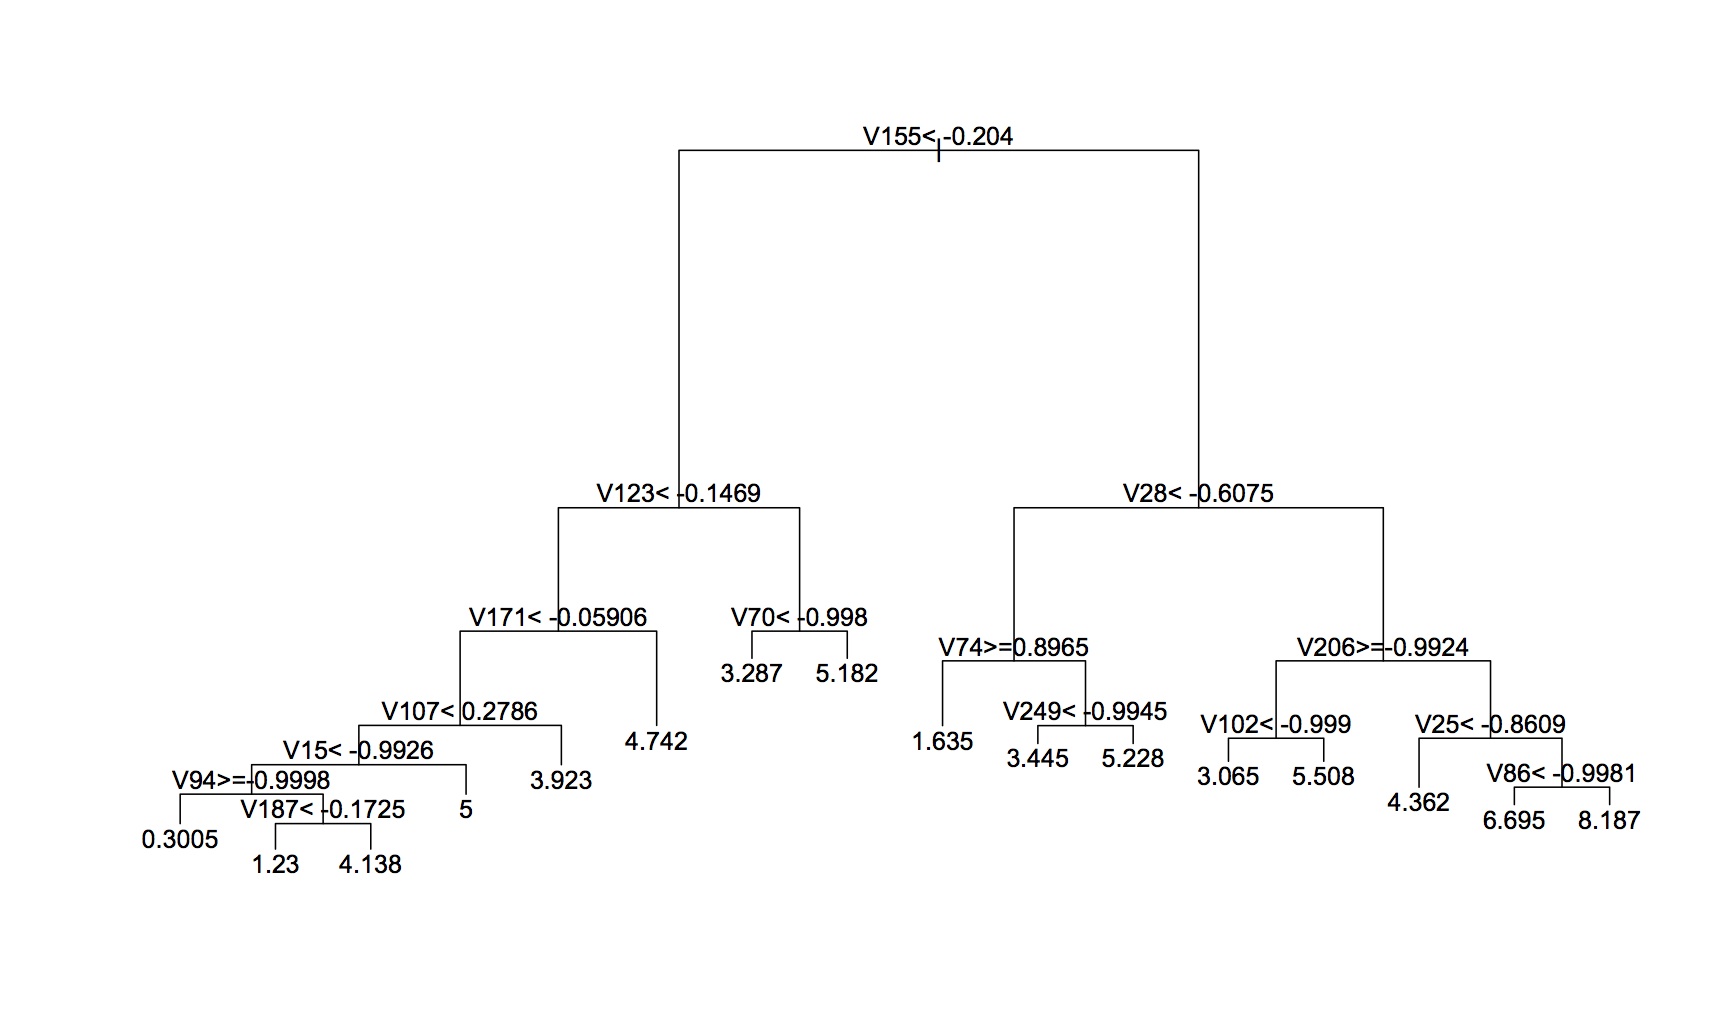 V155< -0.204
V123< -0.1469
V28< -0.6075
V171< -0.05906
V70< -0.998
V74>=0.8965
V206>=-0.9924
3.287
5.182
V107< 0.2786
V249< -0.9945
V102< -0.999
V25< -0.8609
4.742
1.635
V15< -0.9926
3.445
5.228
V94>=-0.9998
3.923
3.065
5.508
V86< -0.9981
V187< -0.1725
5
4.362
6.695
8.187
0.3005
1.23
4.138